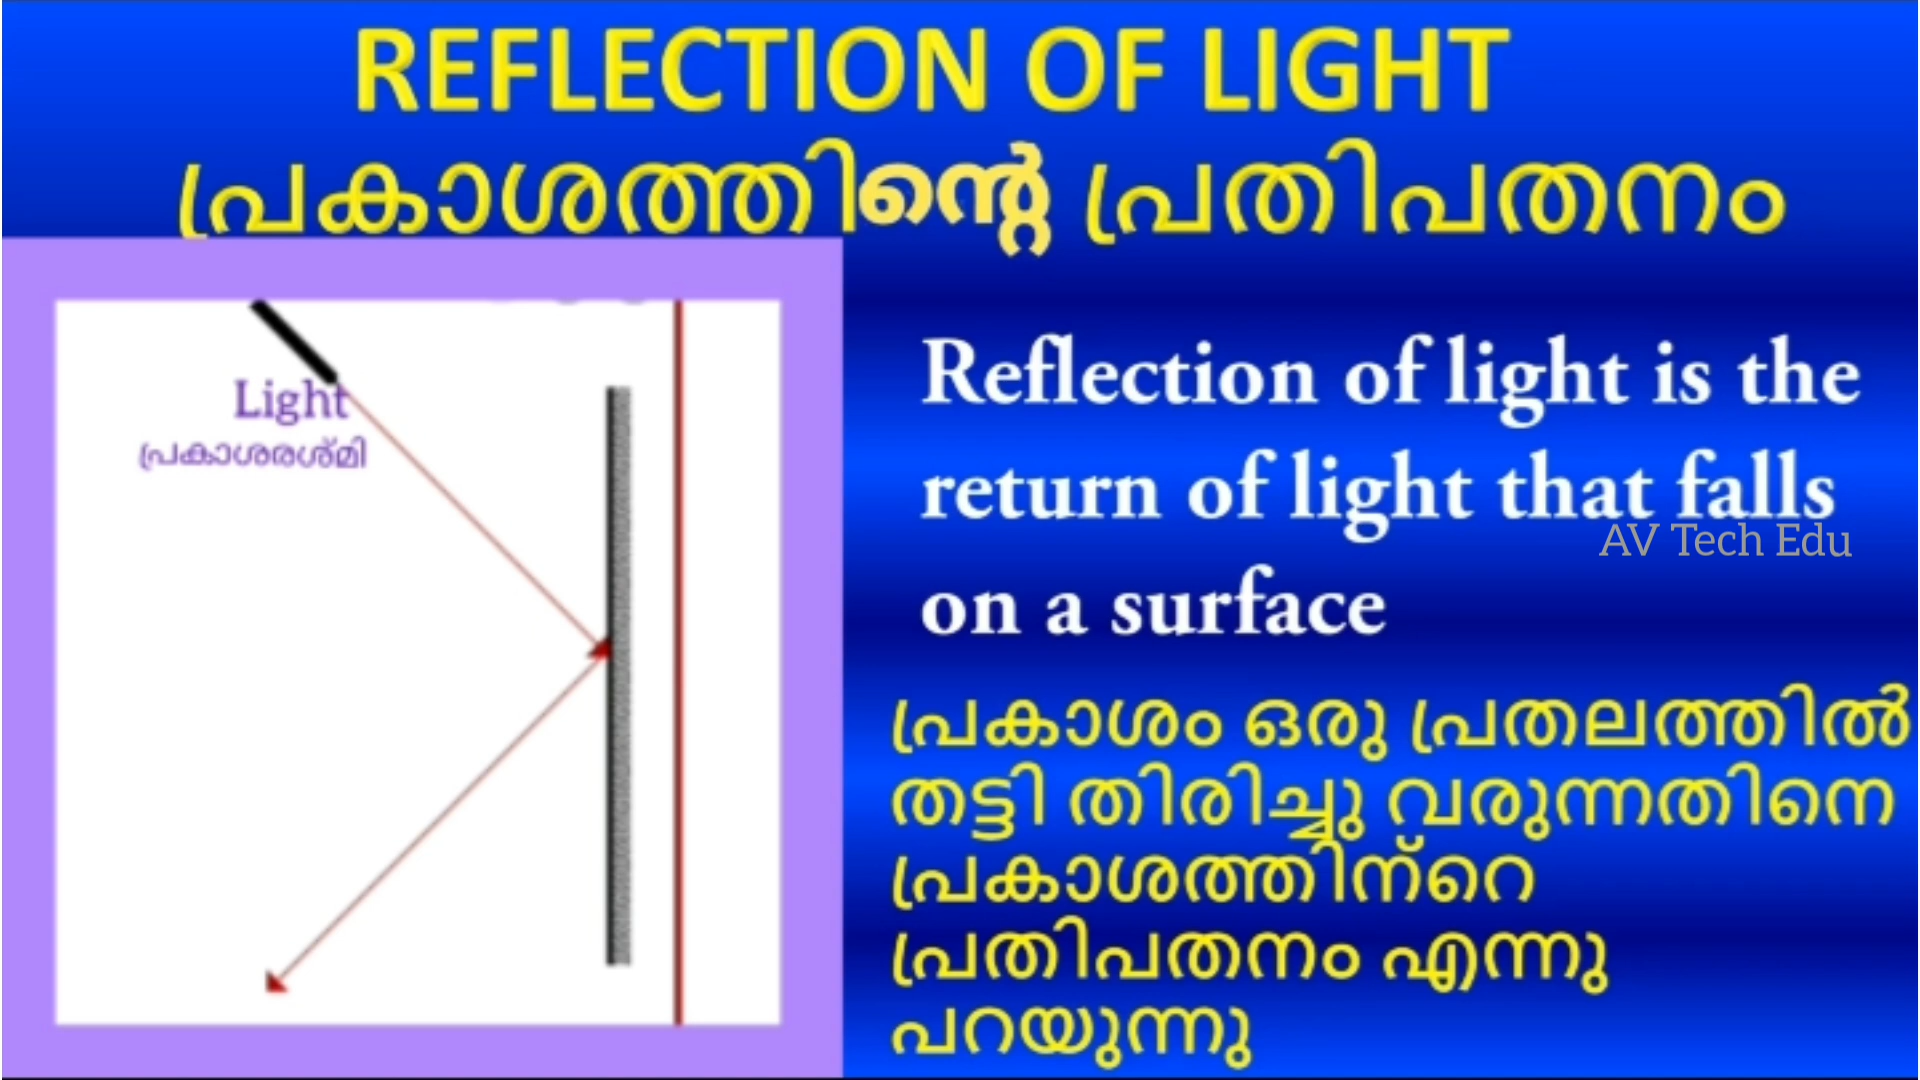 REFLECTION OF LIGHT
പ്രകാശത്തിന്റെ പ്രതിപതനം
Light
പ്രകാശരശ്മി
Reflection of light is the
return of light that falls
AV Tech Edu
on a surface
പ്രകാശം ഒരു പ്രതലത്തിൽ
തട്ടി തിരിച്ചു വരുന്നതിനെ
പ്രകാശത്തിന്റെ
പ്രതിപതനം എന്നു
പറയുന്നു